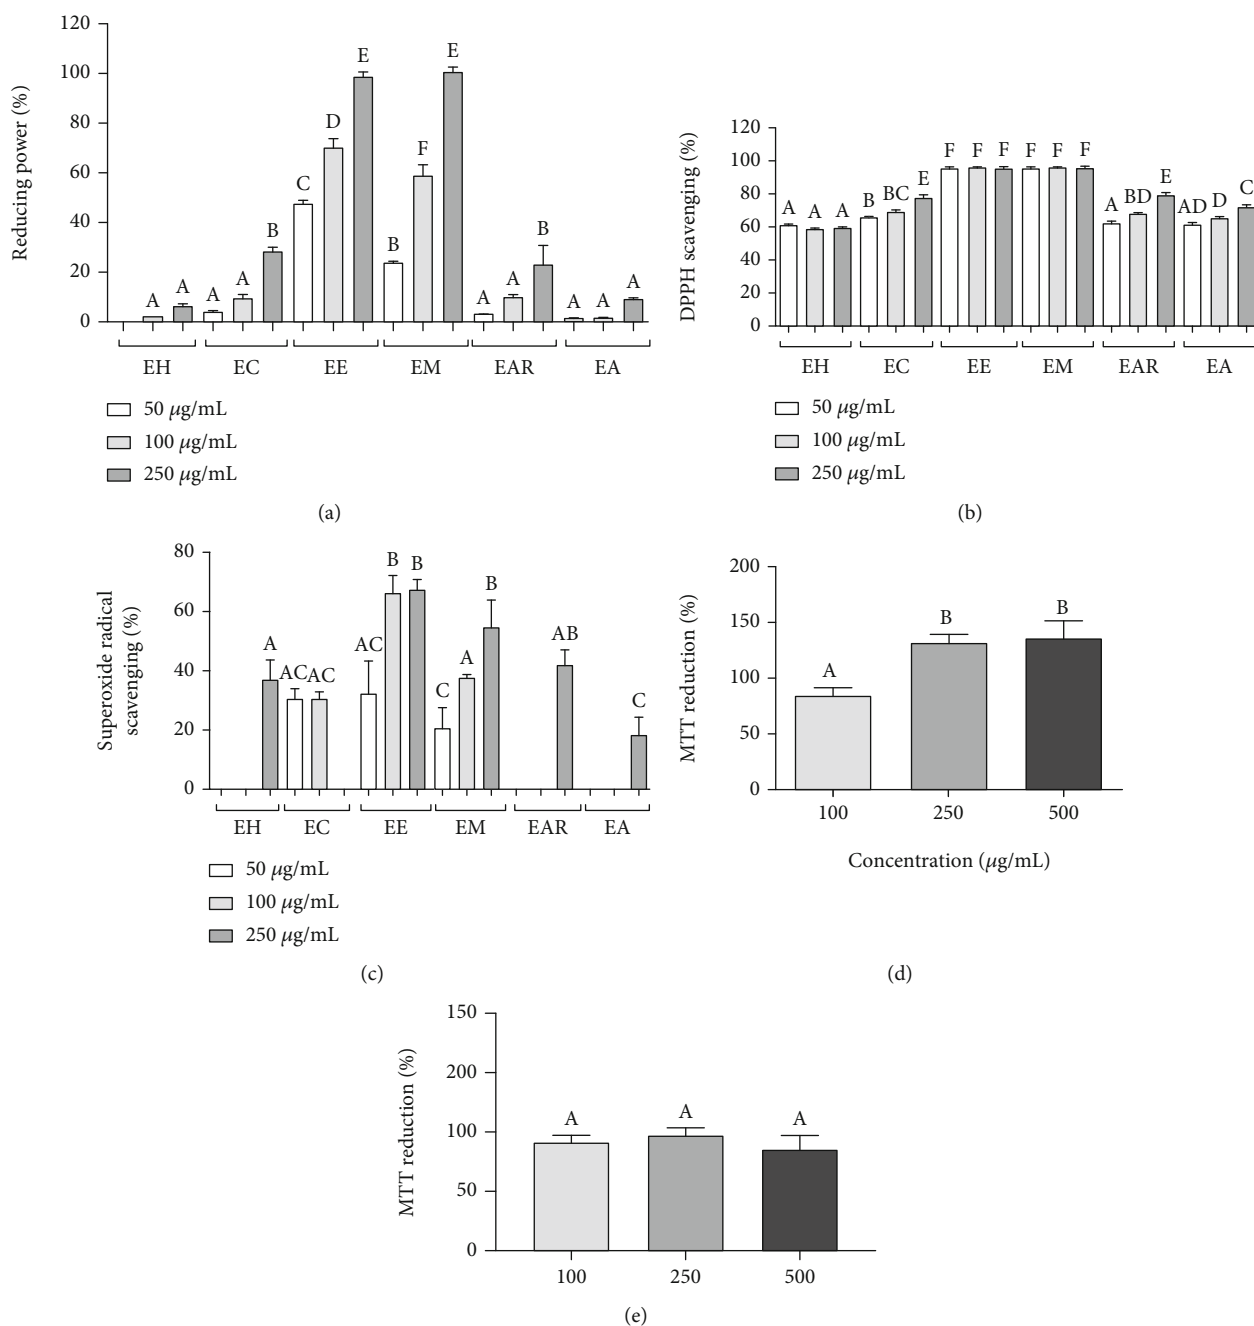 Reducing power (%)
120
100
80
60
40
20
0
A A A A B C D E B F E A A B A A A
EH EC EE EM EAR EA
50 μg/mL
100 μg/mL
250 μg/mL
(a)
DPPH scavenging (%)
120
100
80
60
40
20
0
A A A B BC E F F F F F F A BD E AD D C
EH EC EE EM EAR EA
50 μg/mL
100 μg/mL
250 μg/mL
(b)
Superoxide radical
scavenging (%)
80
60
40
20
0
A AC AC AC B B C A B AB C
EH EC EE EM EAR EA
50 μg/mL
100 μg/mL
250 μg/mL
(c)
MTT reduction (%)
200
150
100
50
0
A B B
100 250 500
Concentration (μg/mL)
(d)
MTT reduction (%)
150
200
100
50
0
A A A
100 250 500
(e)